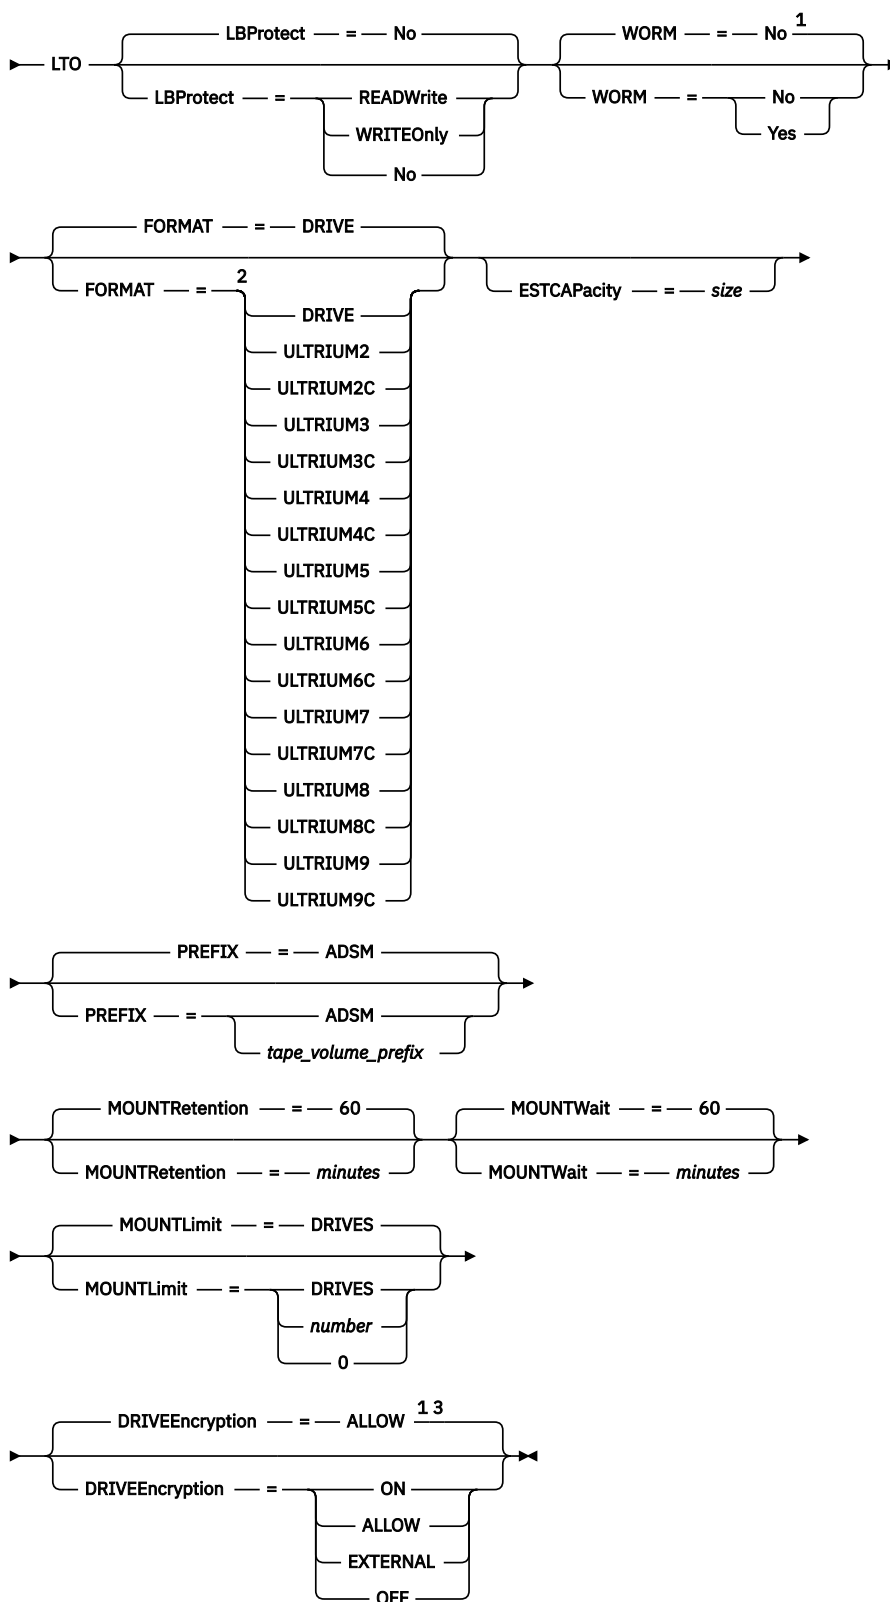 LBProtect = No WORM = No 1
LTO
LBProtect = READWrite WORM = No
WRITEOnly Yes
No
FORMAT = DRIVE
FORMAT = 2 ESTCAPacity = size
DRIVE
ULTRIUM2
ULTRIUM2C
ULTRIUM3
ULTRIUM3C
ULTRIUM4
ULTRIUM4C
ULTRIUM5
ULTRIUM5C
ULTRIUM6
ULTRIUM6C
ULTRIUM7
ULTRIUM7C
ULTRIUM8
ULTRIUM8C
ULTRIUM9
ULTRIUM9C
PREFIX = ADSM
PREFIX = ADSM
tape_volume_prefix
MOUNTRetention = 60 MOUNTWait = 60
MOUNTRetention = minutes MOUNTWait = minutes
MOUNTLimit = DRIVES
MOUNTLimit = DRIVES
number
0
DRIVEEncryption = ALLOW 1 3
DRIVEEncryption = ON
ALLOW
EXTERNAL
OFF